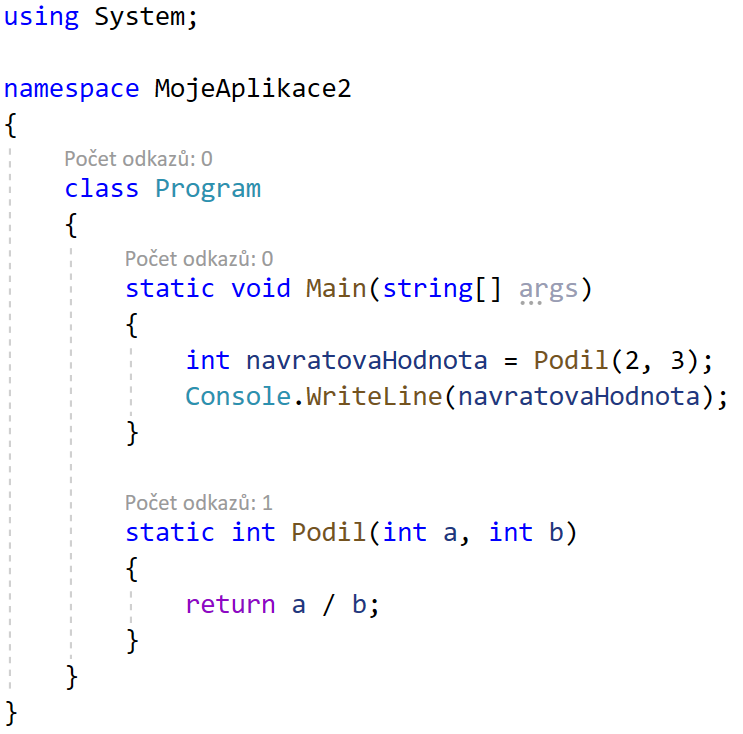 using System;
namespace MojeAplikace2
{
Počet odkazů: 0
class Program
{
Počet odkazů: 0
static void Main(string[] args)
{
int navratovaHodnota = Podil(2, 3);
Console.WriteLine(navratovaHodnota);
}
Počet odkazů: 1
static int Podil(int a, int b)
{
return a / b;
}
}
}